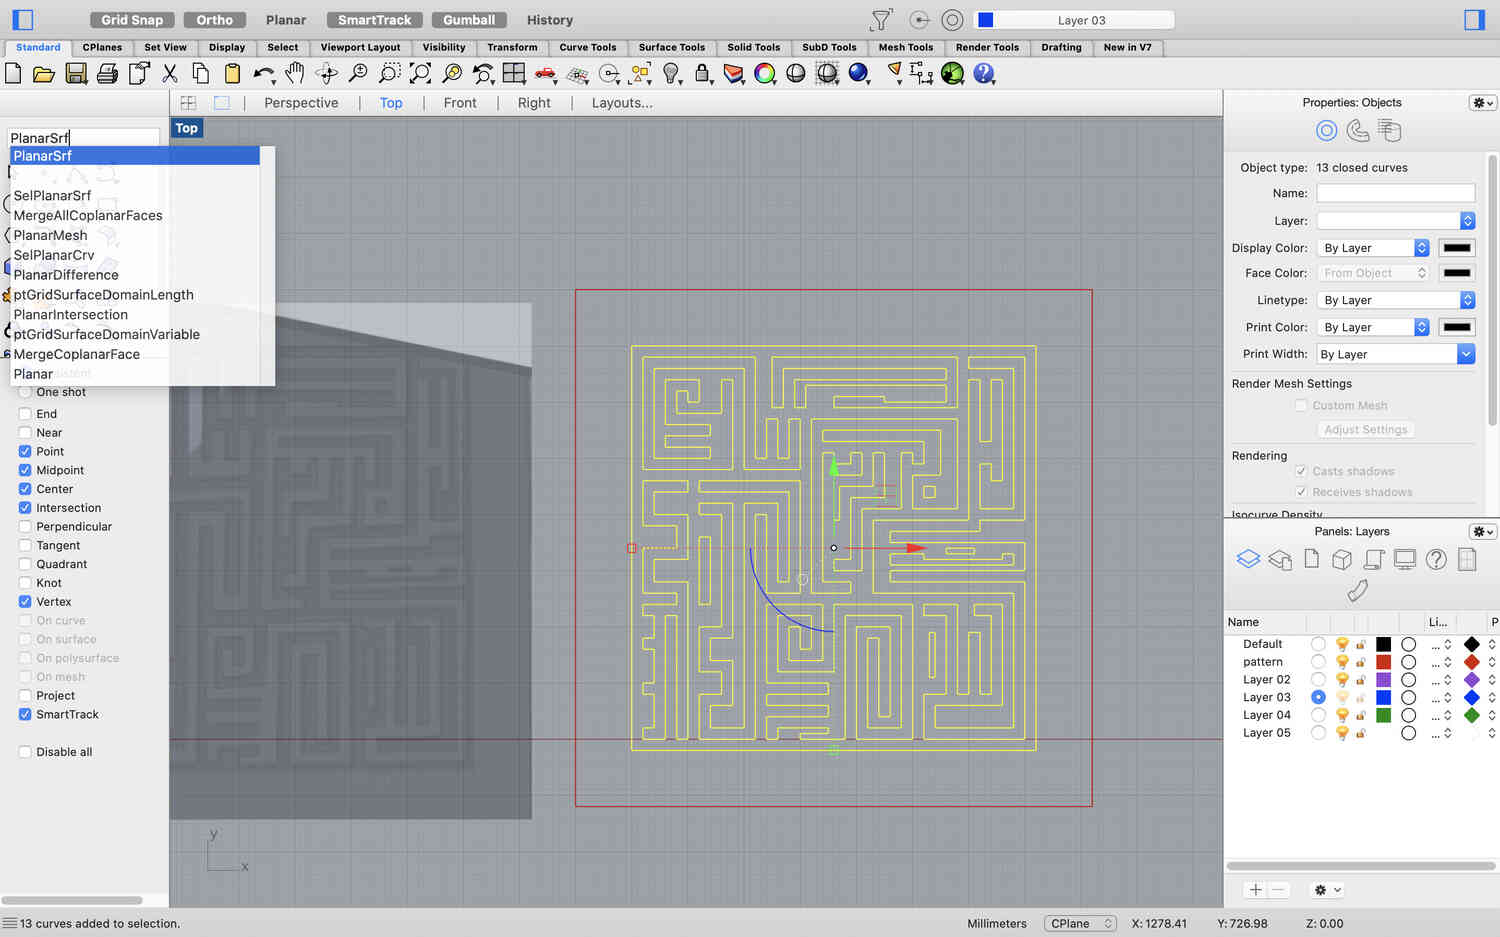 Grid Snap Ortho Planar SmartTrack Gumball History Layer 03
Standard CPlanes Set View Display Select Viewport Layout Visibility Transform Curve Tools Surface Tools Solid Tools SubD Tools Mesh Tools Render Tools Drafting New in V7
Perspective Top Front Right Layouts...
Top
PlanarSrf
PlanarSrf
SelPlanarSrf
MergeAllCoplanarFaces
PlanarMesh
SelPlanarCrv
PlanarDifference
ptGridSurfaceDomainLength
PlanarIntersection
ptGridSurfaceDomainVariable
MergeCoplanarFace
Planar
One shot
End
Near
Point
Midpoint
Center
Intersection
Perpendicular
Tangent
Quadrant
Knot
Vertex
On curve
On surface
On polysurface
On mesh
Project
SmartTrack
Disable all
y
x
Properties: Objects
Object type: 13 closed curves
Name:
Layer:
Display Color: By Layer
Face Color: From Object
Linetype: By Layer
Print Color: By Layer
Print Width: By Layer
Render Mesh Settings
Custom Mesh
Adjust Settings
Rendering
Casts shadows
Receives shadows
Isocurve Density
Panels: Layers
Name Li... P
Default ...
pattern ...
Layer 02 ...
Layer 03 ...
Layer 04 ...
Layer 05 ...
13 curves added to selection.
Millimeters CPlane X: 1278.41 Y: 726.98 Z: 0.00